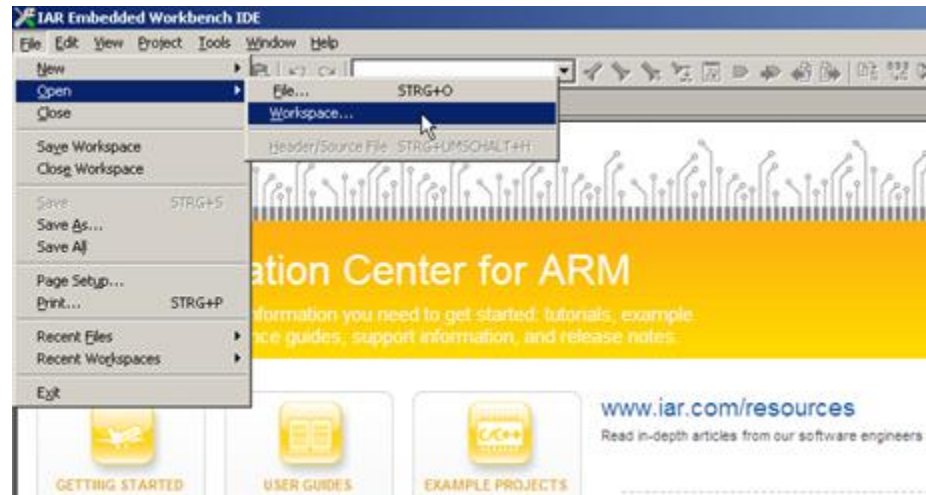 IAR Embedded Workbench IDE
File Edit View Project Tools Window Help
New
Open
Close
Save Workspace
Close Workspace
Save STRG+S
Save As...
Save All
Page Setup...
Print... STRG+P
Recent Files
Recent Workspaces
Exit
File... STRG+O
Workspace...
Header/Source File STRG+UMSCHALT+H
Center for ARM
information you need to get started: tutorials, example
guides, support information, and release notes.
www.iar.com/resources
Read in-depth articles from our software engineers
C/C++
GETTING STARTED
USER GUIDES
EXAMPLE PROJECTS